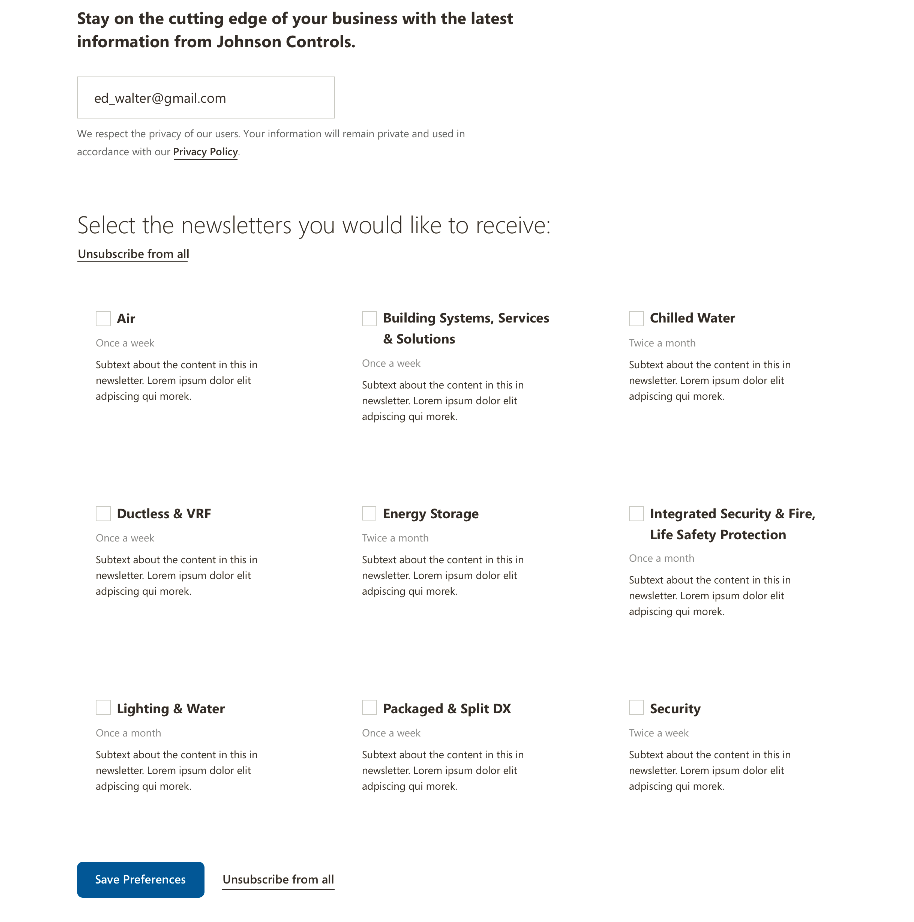 Stay on the cutting edge of your business with the latest
information from Johnson Controls.
ed_walter@gmail.com
We respect the privacy of our users. Your information will remain private and used in
accordance with our Privacy Policy.
Select the newsletters you would like to receive:
Unsubscribe from all
Air
Once a week
Subtext about the content in this in
newsletter. Lorem ipsum dolor elit
adipiscing qui morek.
Building Systems, Services
& Solutions
Once a week
Subtext about the content in this in
newsletter. Lorem ipsum dolor elit
adpiscing qui morek.
Chilled Water
Twice a month
Subtext about the content in this in
newsletter. Lorem ipsum dolor elit
adpiscing qui morek.
Ductless & VRF
Once a week
Subtext about the content in this in
newsletter. Lorem ipsum dolor elit
adpiscing qui morek.
Energy Storage
Twice a month
Subtext about the content in this in
newsletter. Lorem ipsum dolor elit
adpiscing qui morek.
Integrated Security & Fire,
Life Safety Protection
Once a month
Subtext about the content in this in
newsletter. Lorem ipsum dolor elit
adpiscing qui morek.
Lighting & Water
Once a month
Subtext about the content in this in
newsletter. Lorem ipsum dolor elit
adpiscing qui morek.
Packaged & Split DX
Once a week
Subtext about the content in this in
newsletter. Lorem ipsum dolor elit
adpiscing qui morek.
Security
Twice a week
Subtext about the content in this in
newsletter. Lorem ipsum dolor elit
adpiscing qui morek.
Save Preferences
Unsubscribe from all